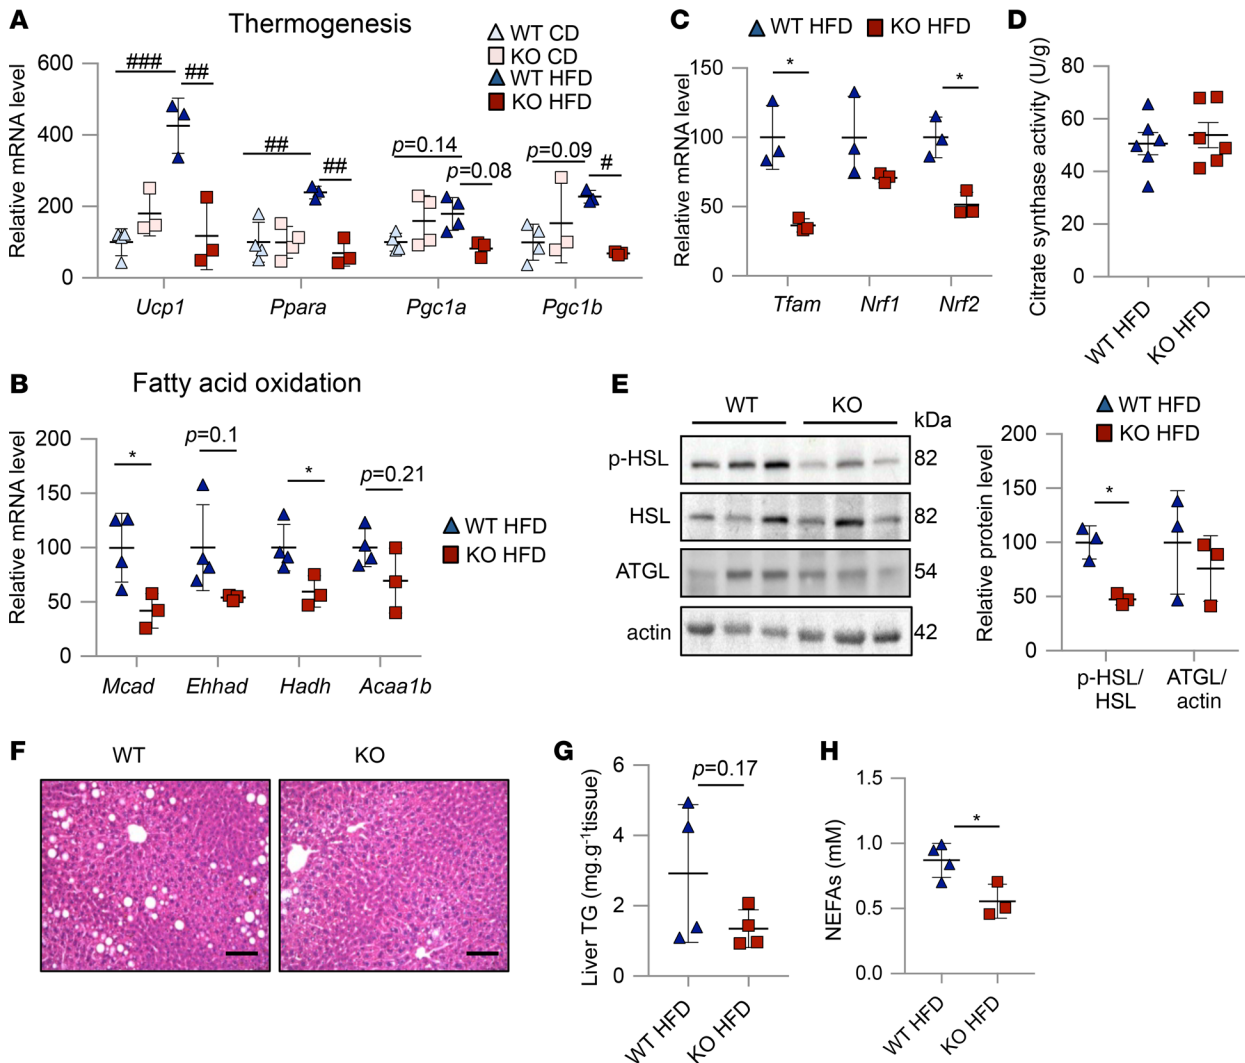 A
Thermogenesis
WT CD
KO CD
WT HFD
KO HFD
Relative mRNA level
600
400
200
0
###
##
##
##
p=0.14
p=0.08
p=0.09
#
Ucp1
Ppara
Pgc1a
Pgc1b
B
Fatty acid oxidation
Relative mRNA level
200
150
100
50
0
*
p=0.1
*
p=0.21
WT HFD
KO HFD
Mcad
Ehhad
Hadh
Acaa1b
C
WT HFD
KO HFD
Relative mRNA level
150
100
50
0
*
*
Tfam
Nrf1
Nrf2
D
Citrate synthase activity (U/g)
80
60
40
20
0
WT HFD
KO HFD
E
WT
KO
kDa
p-HSL
82
HSL
82
ATGL
54
actin
42
WT HFD
KO HFD
Relative protein level
200
150
100
50
0
*
p-HSL/
HSL
ATGL/
actin
F
WT
KO
G
Liver TG (mg.g⁻¹tissue)
6
4
2
0
p=0.17
WT HFD
KO HFD
H
NEFAs (mM)
1.5
1.0
0.5
0.0
*
WT HFD
KO HFD